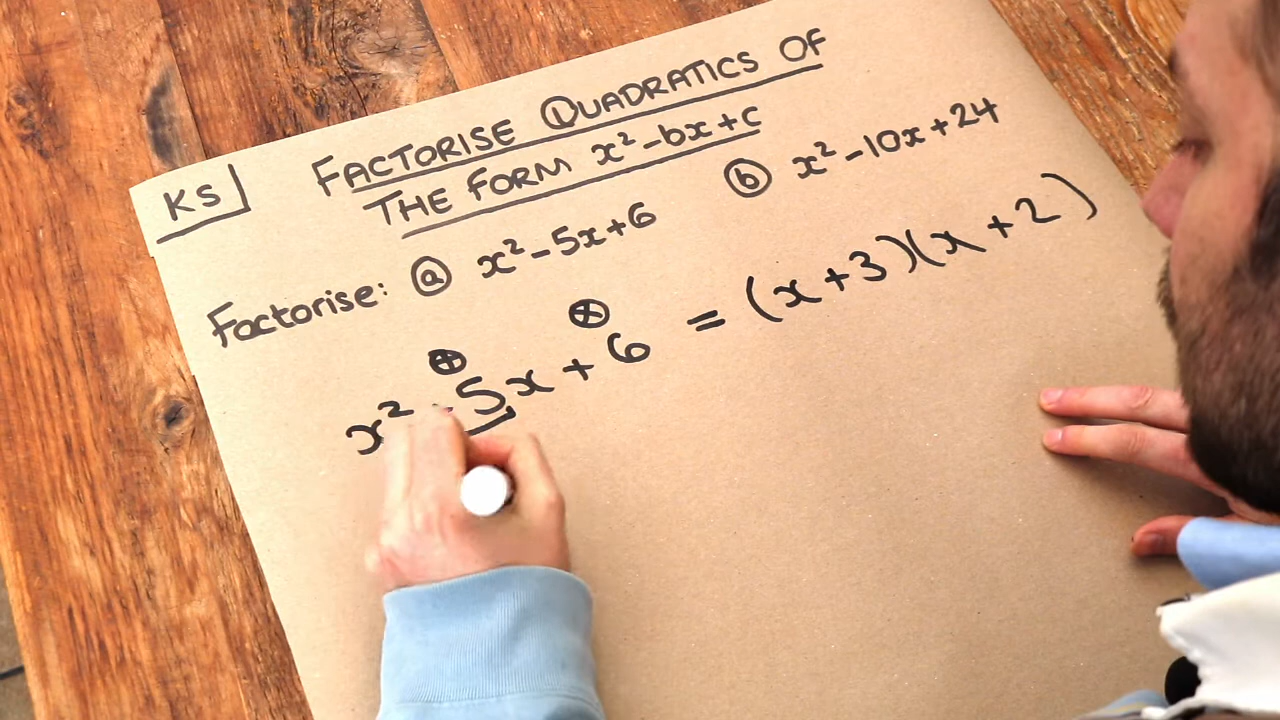 KS
FACTORISE QUADRATICS OF
THE FORM x²-bx+c
Factorise: ⓐ x²-5x+6 ⓑ x²-10x+24
⊕ ⊗
x²-5x+6 = (x+3)(x+2)